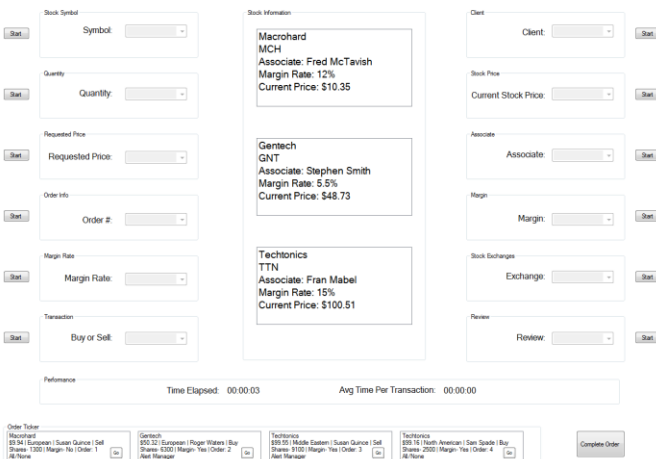 Stock Symbol
Start
Symbol:
Quantity
Start
Quantity:
Requested Price
Start
Requested Price:
Order Info
Start
Order #:
Margin Rate
Start
Margin Rate:
Transaction
Start
Buy or Sell:
Stock Information
Macrohard
MCH
Associate: Fred McTavish
Margin Rate: 12%
Current Price: $10.35
Gentech
GNT
Associate: Stephen Smith
Margin Rate: 5.5%
Current Price: $48.73
Techtonics
TTN
Associate: Fran Mabel
Margin Rate: 15%
Current Price: $100.51
Client
Client:
Start
Stock Price
Current Stock Price:
Start
Associate
Associate:
Start
Margin
Margin:
Start
Stock Exchanges
Exchange:
Start
Review
Review:
Start
Performance
Time Elapsed: 00:00:03
Avg Time Per Transaction: 00:00:00
Order Ticker
Macrohard
$9.94 | European | Susan Quince | Sell
Shares- 1300 | Margin- No | Order: 1
All/None
Go
Gentech
$50.32 | European | Roger Waters | Buy
Shares- 6300 | Margin- Yes | Order: 2
Alert Manager
Go
Techtonics
$99.55 | Middle Eastern | Susan Quince | Sell
Shares- 9100 | Margin- Yes | Order: 3
Alert Manager
Go
Techtonics
$99.16 | North American | Sam Spade | Buy
Shares- 2500 | Margin- Yes | Order: 4
All/None
Go
Complete Order